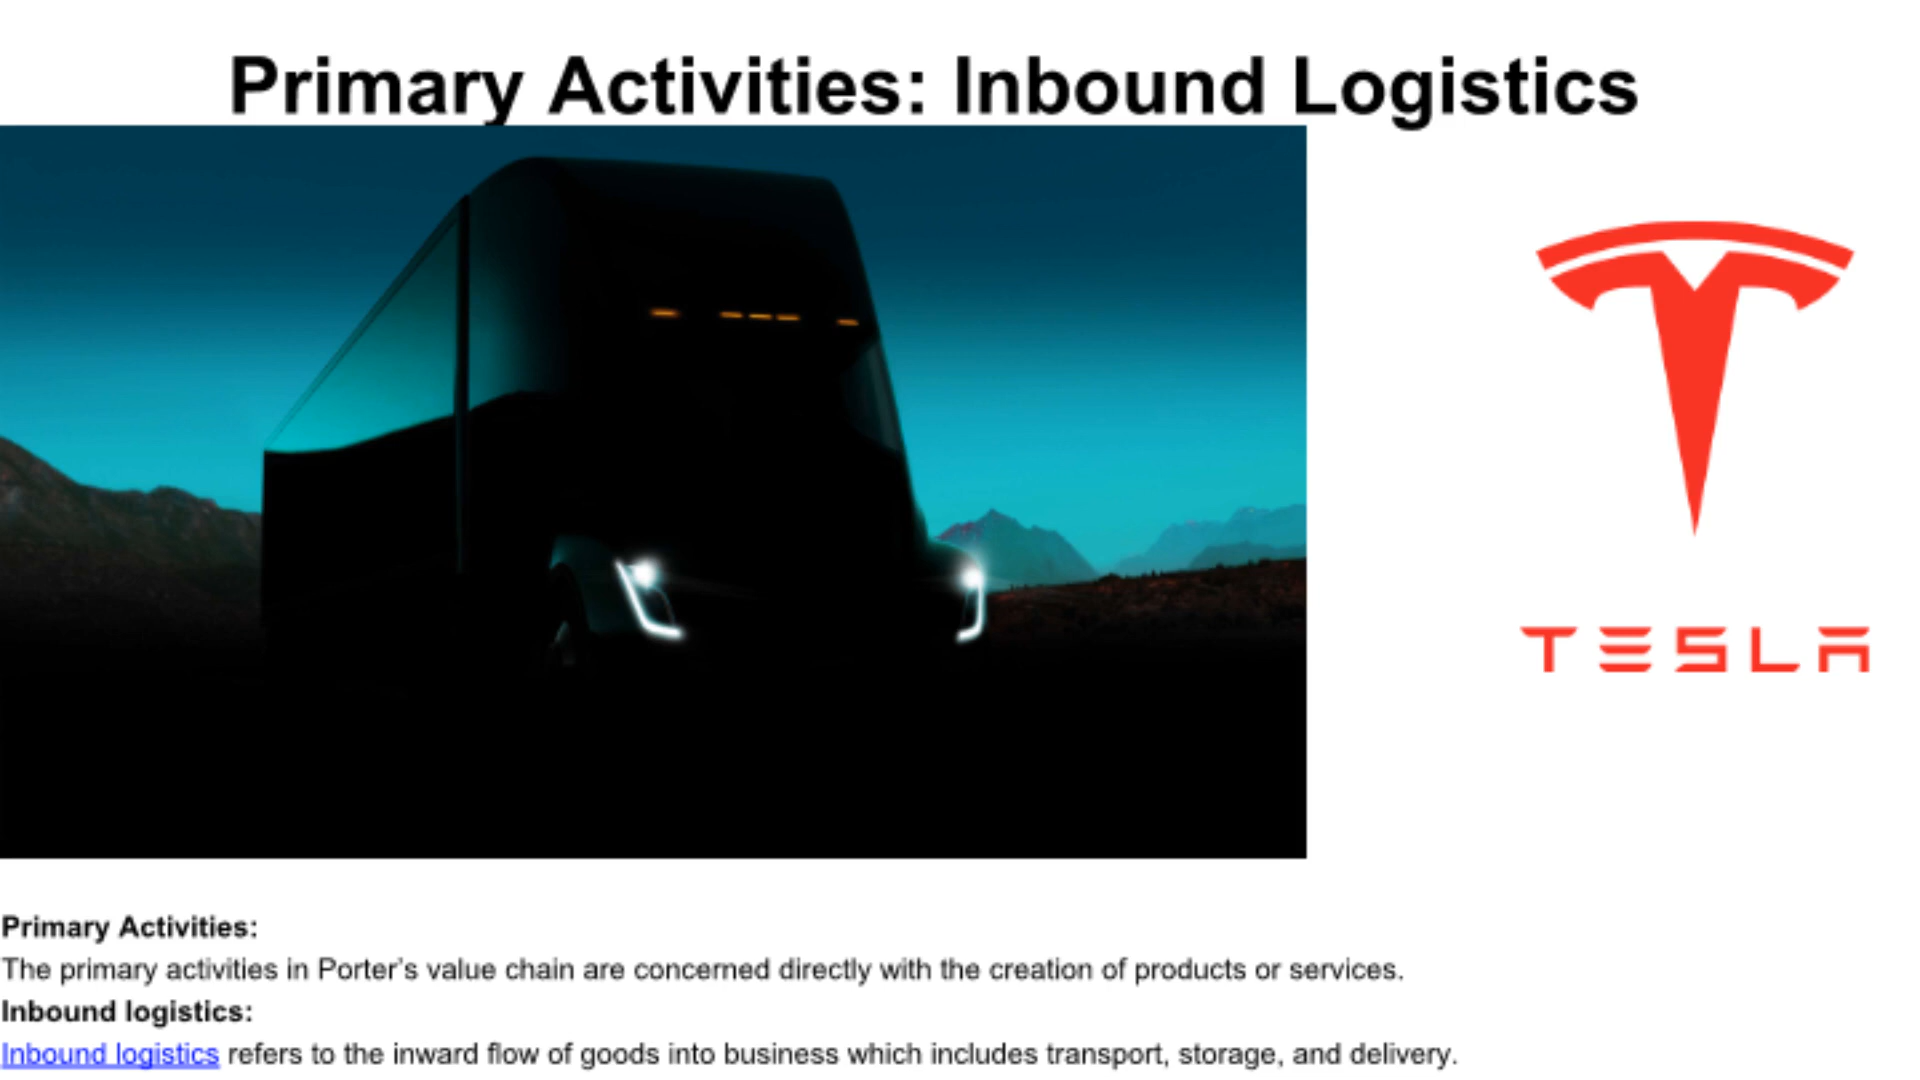 Primary Activities: Inbound Logistics
TESLA
Primary Activities:
The primary activities in Porter’s value chain are concerned directly with the creation of products or services.
Inbound logistics:
Inbound logistics refers to the inward flow of goods into business which includes transport, storage, and delivery.